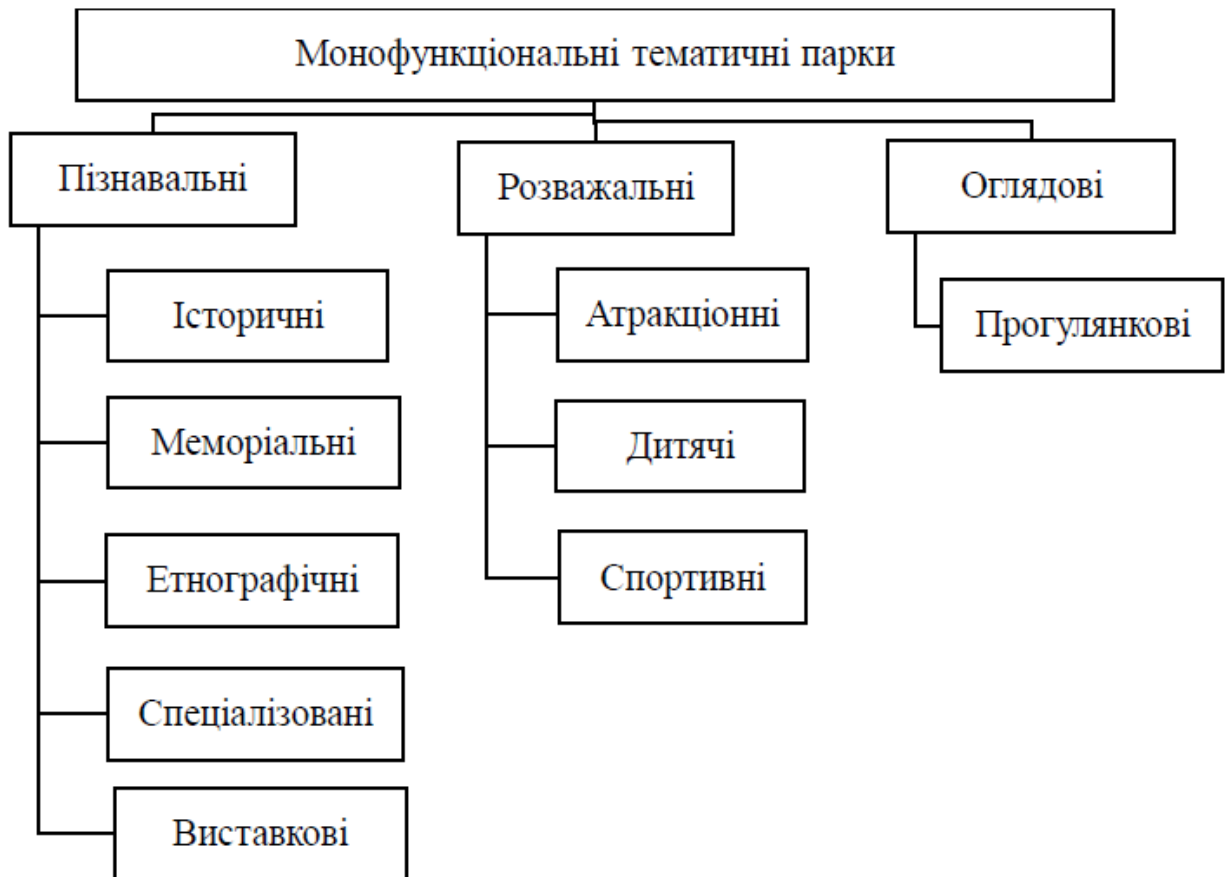 Монофункціональні тематичні парки
Пізнавальні
Історичні
Меморіальні
Етнографічні
Спеціалізовані
Виставкові
Розважальні
Атракціонні
Дитячі
Спортивні
Оглядові
Прогулянкові